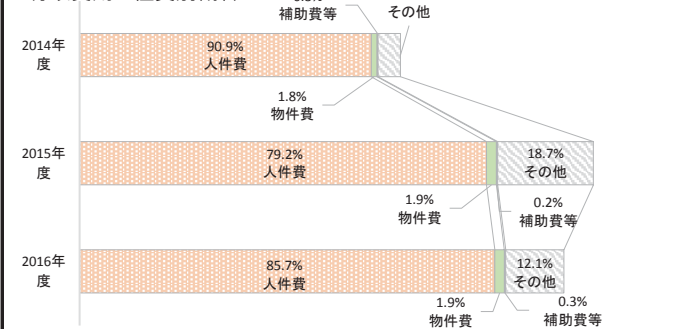 補助費等
その他
2014年
度
90.9%
人件費
1.8%
物件費
2015年
度
79.2%
人件費
18.7%
その他
1.9%
物件費
0.2%
補助費等
2016年
度
85.7%
人件費
12.1%
その他
1.9%
物件費
0.3%
補助費等